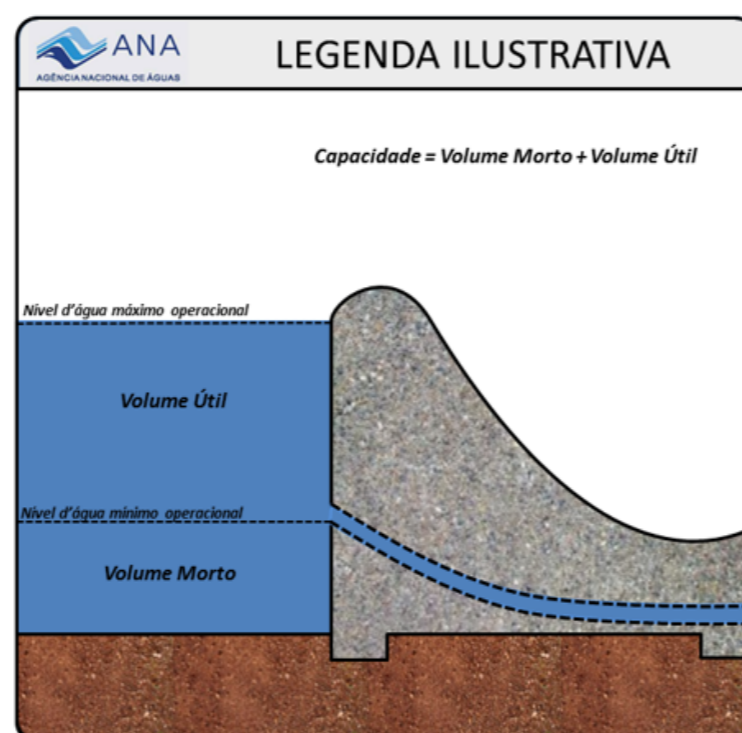 ANA
AGÊNCIA NACIONAL DE ÁGUAS
LEGENDA ILUSTRATIVA
Capacidade = Volume Morto + Volume Útil
Nível d'água máximo operacional
Volume Útil
Nível d'água mínimo operacional
Volume Morto